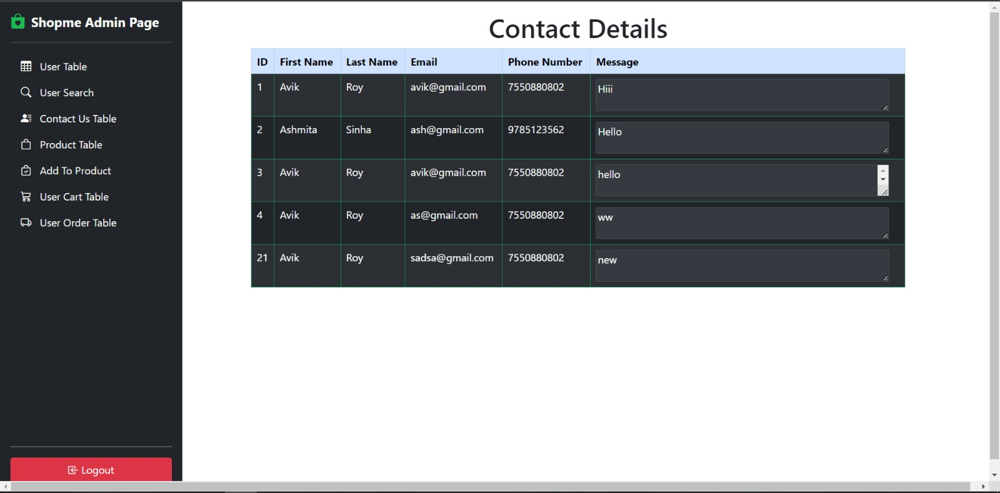 Shopme Admin Page
User Table
User Search
Contact Us Table
Product Table
Add To Product
User Cart Table
User Order Table
Logout
Contact Details
ID First Name Last Name Email Phone Number Message
1 Avik Roy avik@gmail.com 7550880802 Hiii
2 Ashmita Sinha ash@gmail.com 9785123562 Hello
3 Avik Roy avik@gmail.com 7550880802 hello
4 Avik Roy as@gmail.com 7550880802 ww
21 Avik Roy sadsa@gmail.com 7550880802 new